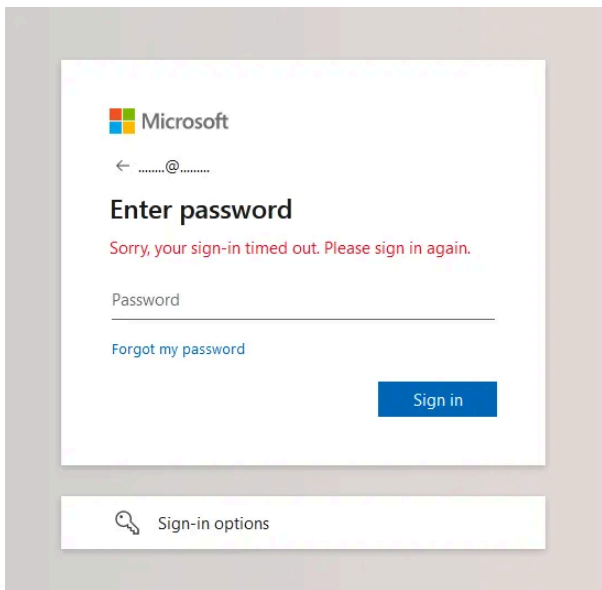 Microsoft
← ........@.........
Enter password
Sorry, your sign-in timed out. Please sign in again.
Password
Forgot my password
Sign in
Sign-in options